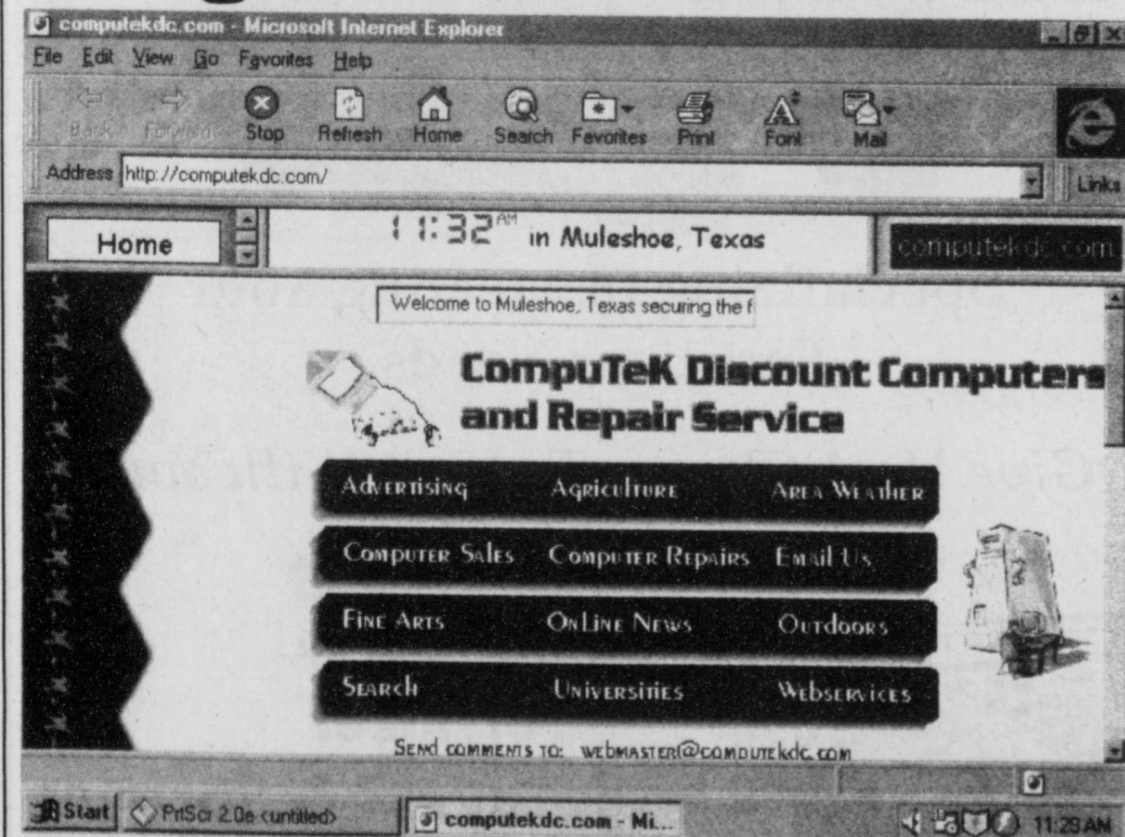 computekdc.com - Microsoft Internet Explorer
File Edit View Go Favorites Help
Back Forward Stop Refresh Home Search Favorites Print Font Mail
Address http://computekdc.com/ Links
Home 11:32 AM in Muleshoe, Texas computekdc.com
Welcome to Muleshoe, Texas securing the f
CompuTeK Discount Computers
and Repair Service
Advertising Agriculture Area Weather
Computer Sales Computer Repairs Email Us
Fine Arts OnLine News Outdoors
Search Universities Webservices
Send comments to: webmaster@computekdc.com
Start PrtScr 2.0e <untitled> computekdc.com - Mi... 11:29 AM